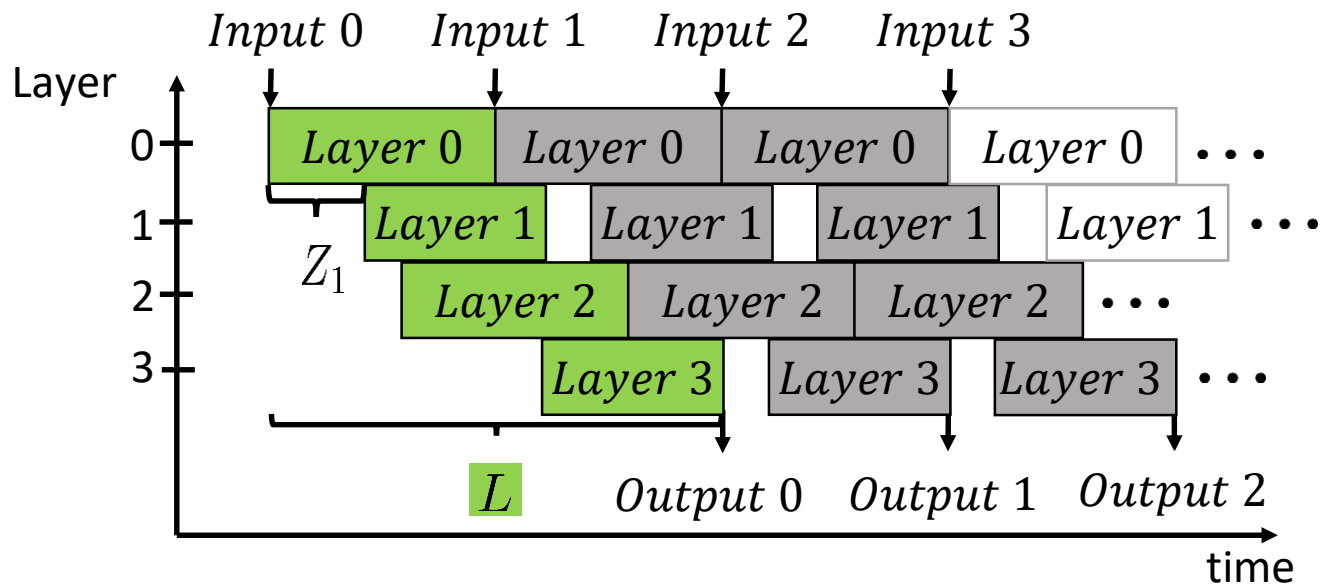 Input 0 Input 1 Input 2 Input 3
Layer
0 Layer 0 Layer 0 Layer 0 Layer 0 • • •
1 Layer 1 Layer 1 Layer 1 Layer 1 • • •
Z₁
2 Layer 2 Layer 2 Layer 2 • • •
3 Layer 3 Layer 3 Layer 3 • • •
L Output 0 Output 1 Output 2
time